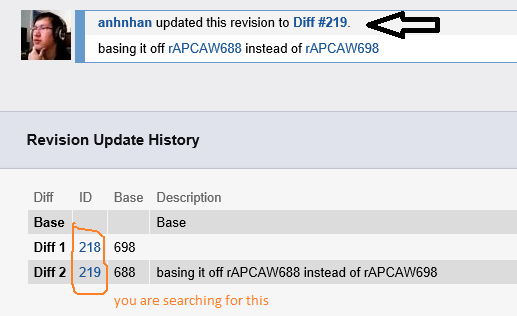 anhnhan updated this revision to Diff #219.
basing it off rAPCAW688 instead of rAPCAW698
Revision Update History
Diff ID Base Description
Base Base
Diff 1 218 698
Diff 2 219 688 basing it off rAPCAW688 instead of rAPCAW698
you are searching for this